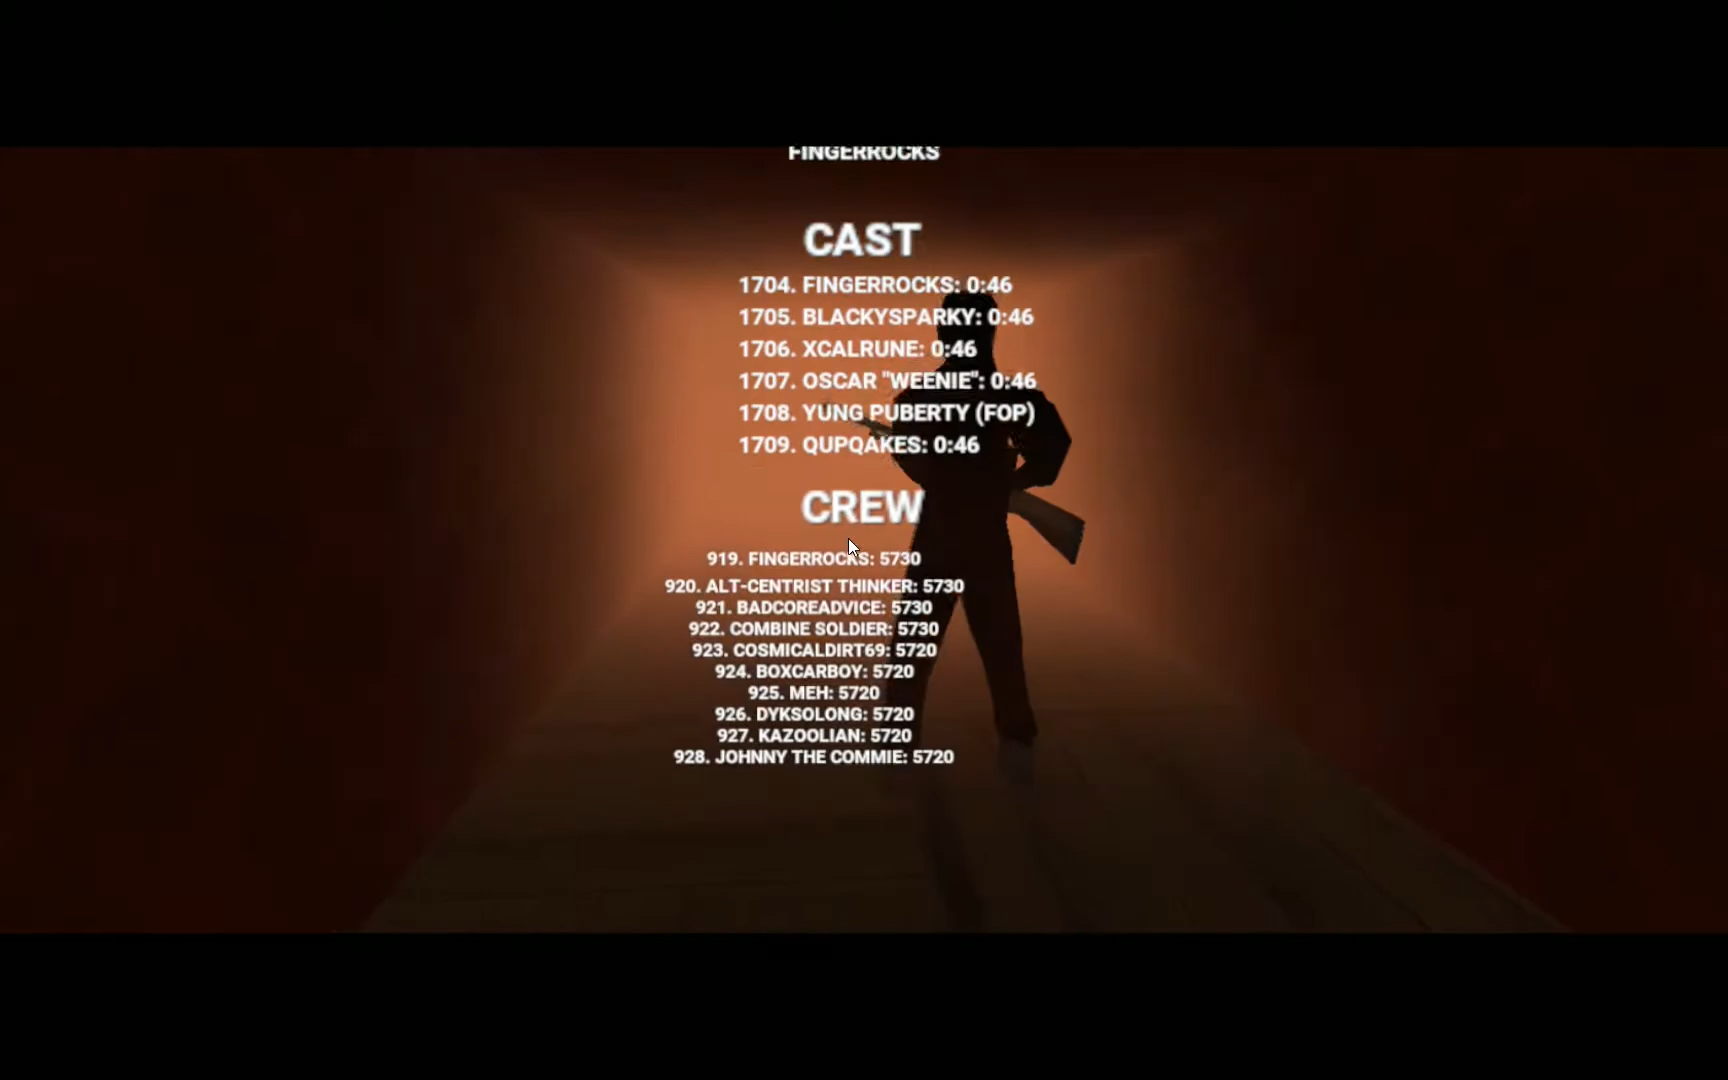 FINGERROCKS
CAST
1704. FINGERROCKS: 0:46
1705. BLACKYSPARKY: 0:46
1706. XCALRUNE: 0:46
1707. OSCAR "WEENIE": 0:46
1708. YUNG PUBERTY (FOP)
1709. QUPQAKES: 0:46
CREW
919. FINGERROCKS: 5730
920. ALT-CENTRIST THINKER: 5730
921. BADCOREADVICE: 5730
922. COMBINE SOLDIER: 5730
923. COSMICALDIRT69: 5720
924. BOXCARBOY: 5720
925. MEH: 5720
926. DYKSOLONG: 5720
927. KAZOOLIAN: 5720
928. JOHNNY THE COMMIE: 5720